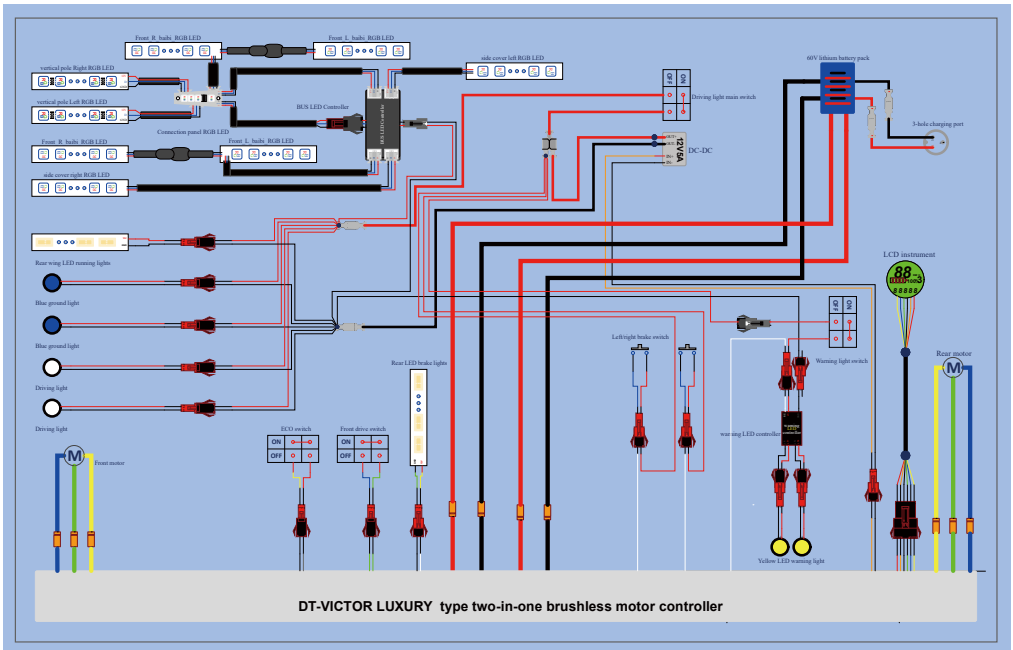 Front_R_baibi_RGB LED
Front_L_baibi_RGB LED
vertical pole Right RGB LED
side cover left RGB LED
60V lithium battery pack
OFF
ON
Driving light main switch
vertical pole Left RGB LED
BUS LED Controller
BUS LED Controller
3-hole charging port
Connection panel RGB LED
Front_R_baibi_RGB LED
Front_L_baibi_RGB LED
12V5A
DC-DC
side cover right RGB LED
LCD instrument
88
88888
Rear wing LED running lights
Blue ground light
OFF
ON
Blue ground light
Left/right brake switch
Warning light switch
Rear motor
M
Rear LED brake lights
Driving light
Driving light
ECO switch
Front drive switch
warning LED controller
ON
OFF
ON
OFF
M
Front motor
Yellow LED warning light
DT-VICTOR LUXURY type two-in-one brushless motor controller